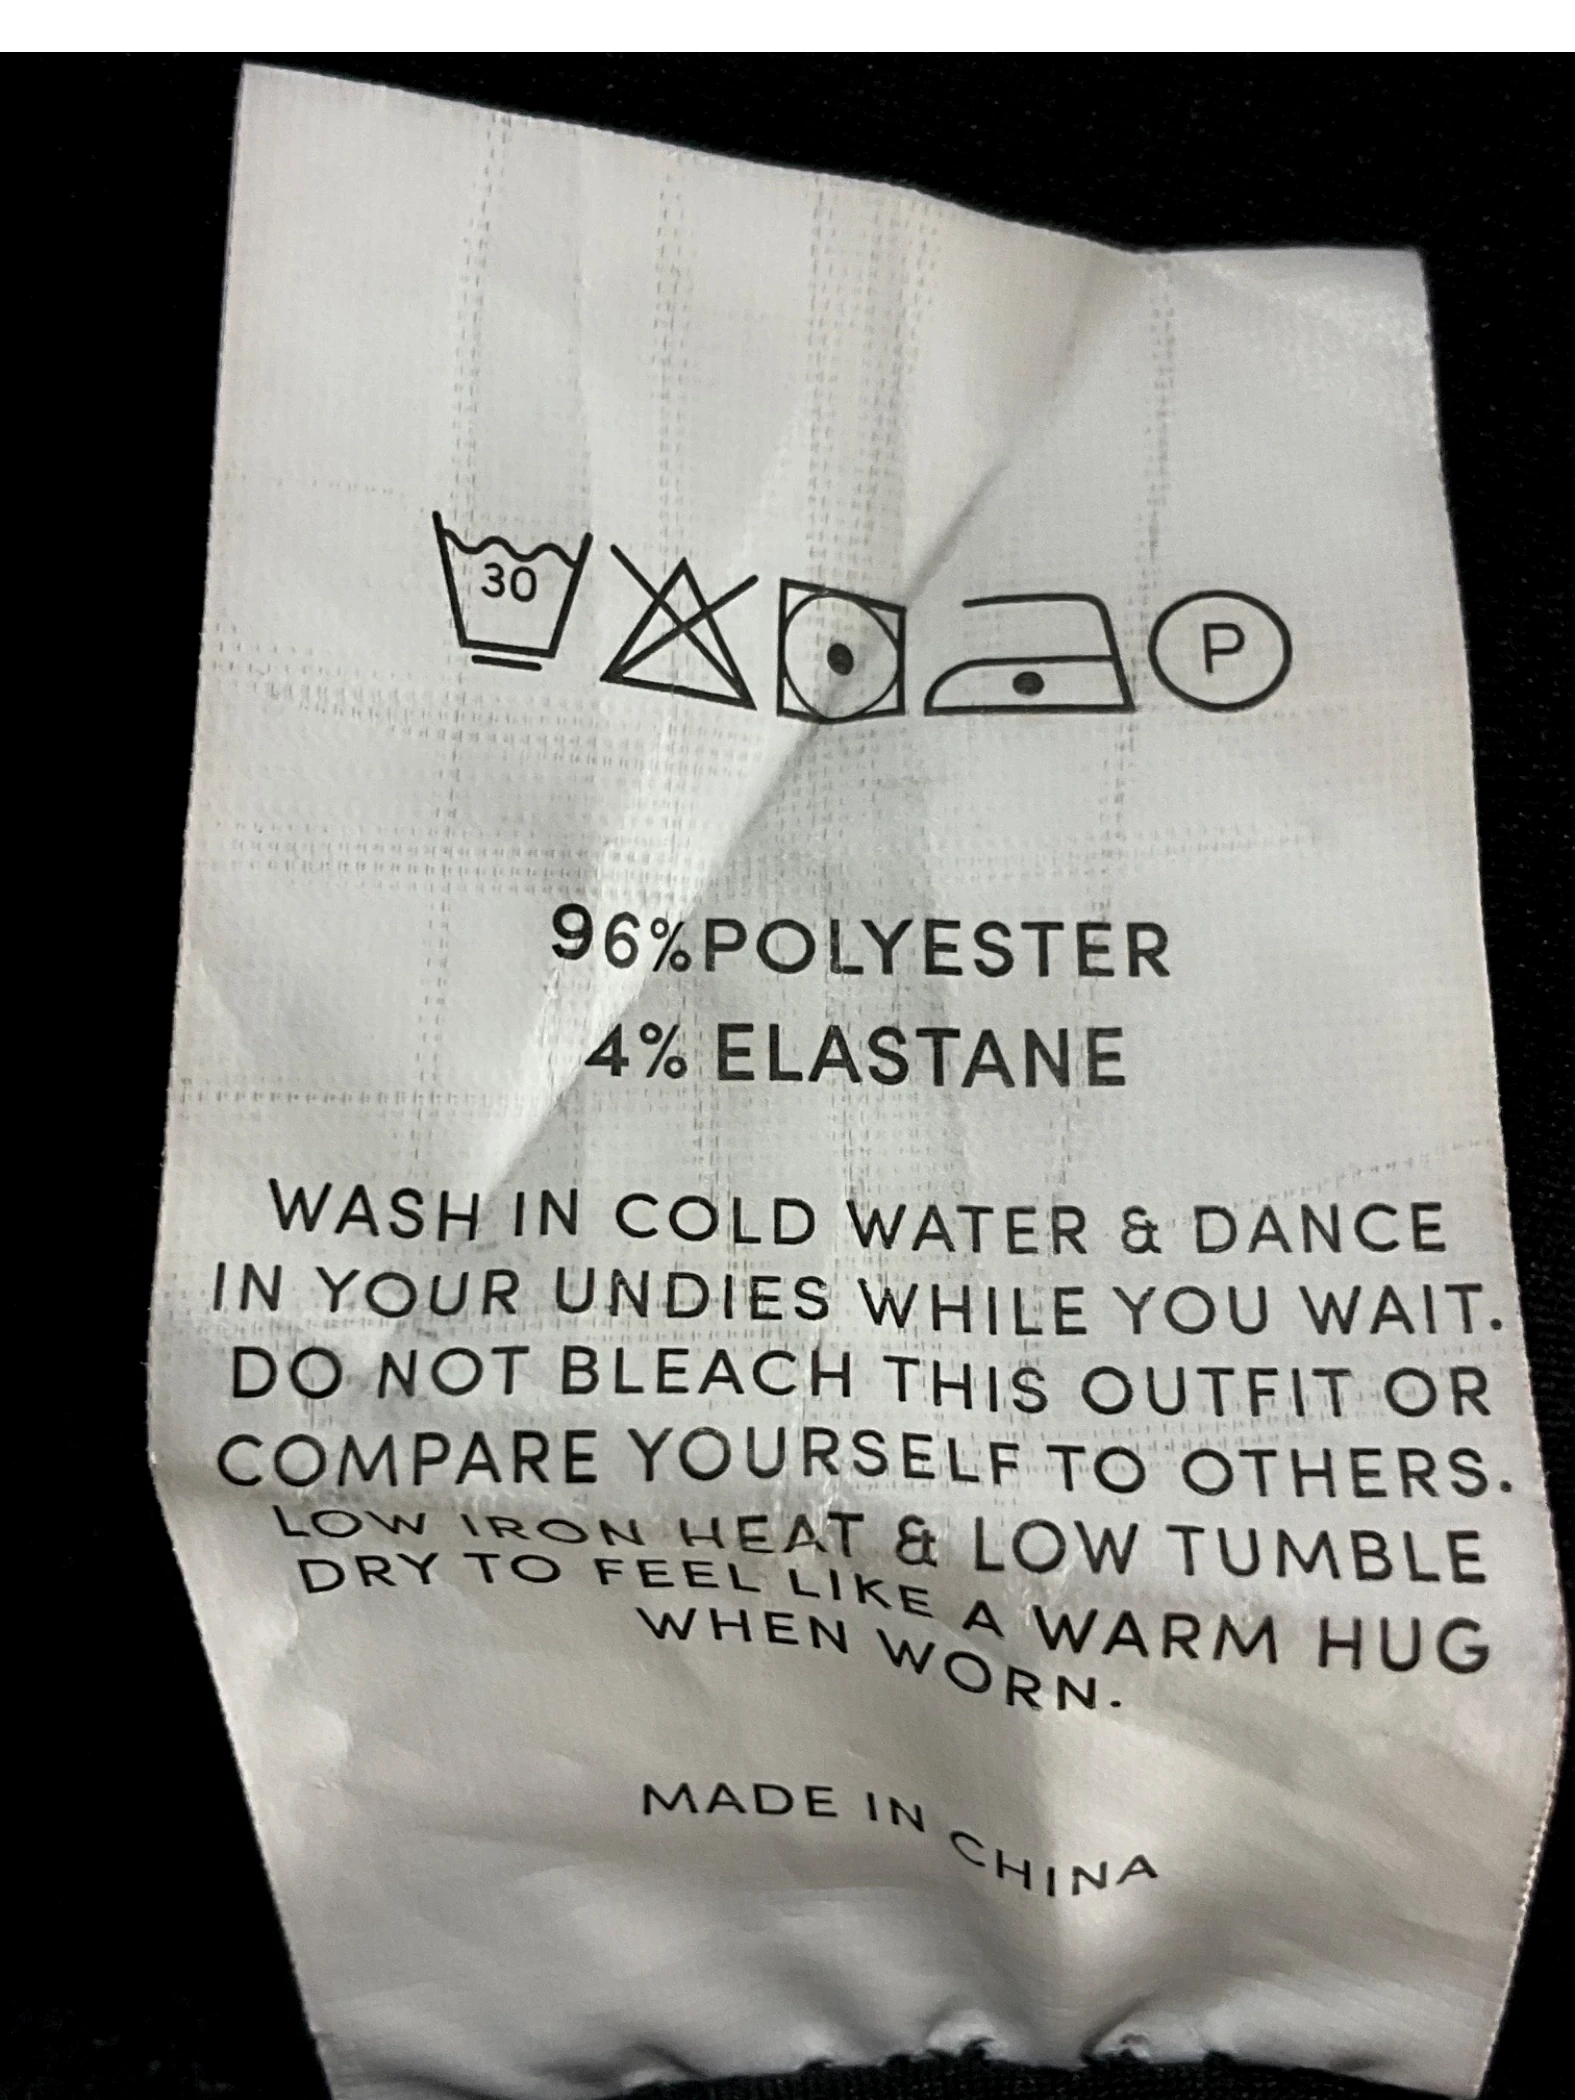 30
P
96%POLYESTER
4% ELASTANE
WASH IN COLD WATER & DANCE
IN YOUR UNDIES WHILE YOU WAIT.
DO NOT BLEACH THIS OUTFIT OR
COMPARE YOURSELF TO OTHERS.
LOW IRON HEAT & LOW TUMBLE
DRY TO FEEL LIKE A WARM HUG
WHEN WORN.
MADE IN CHINA